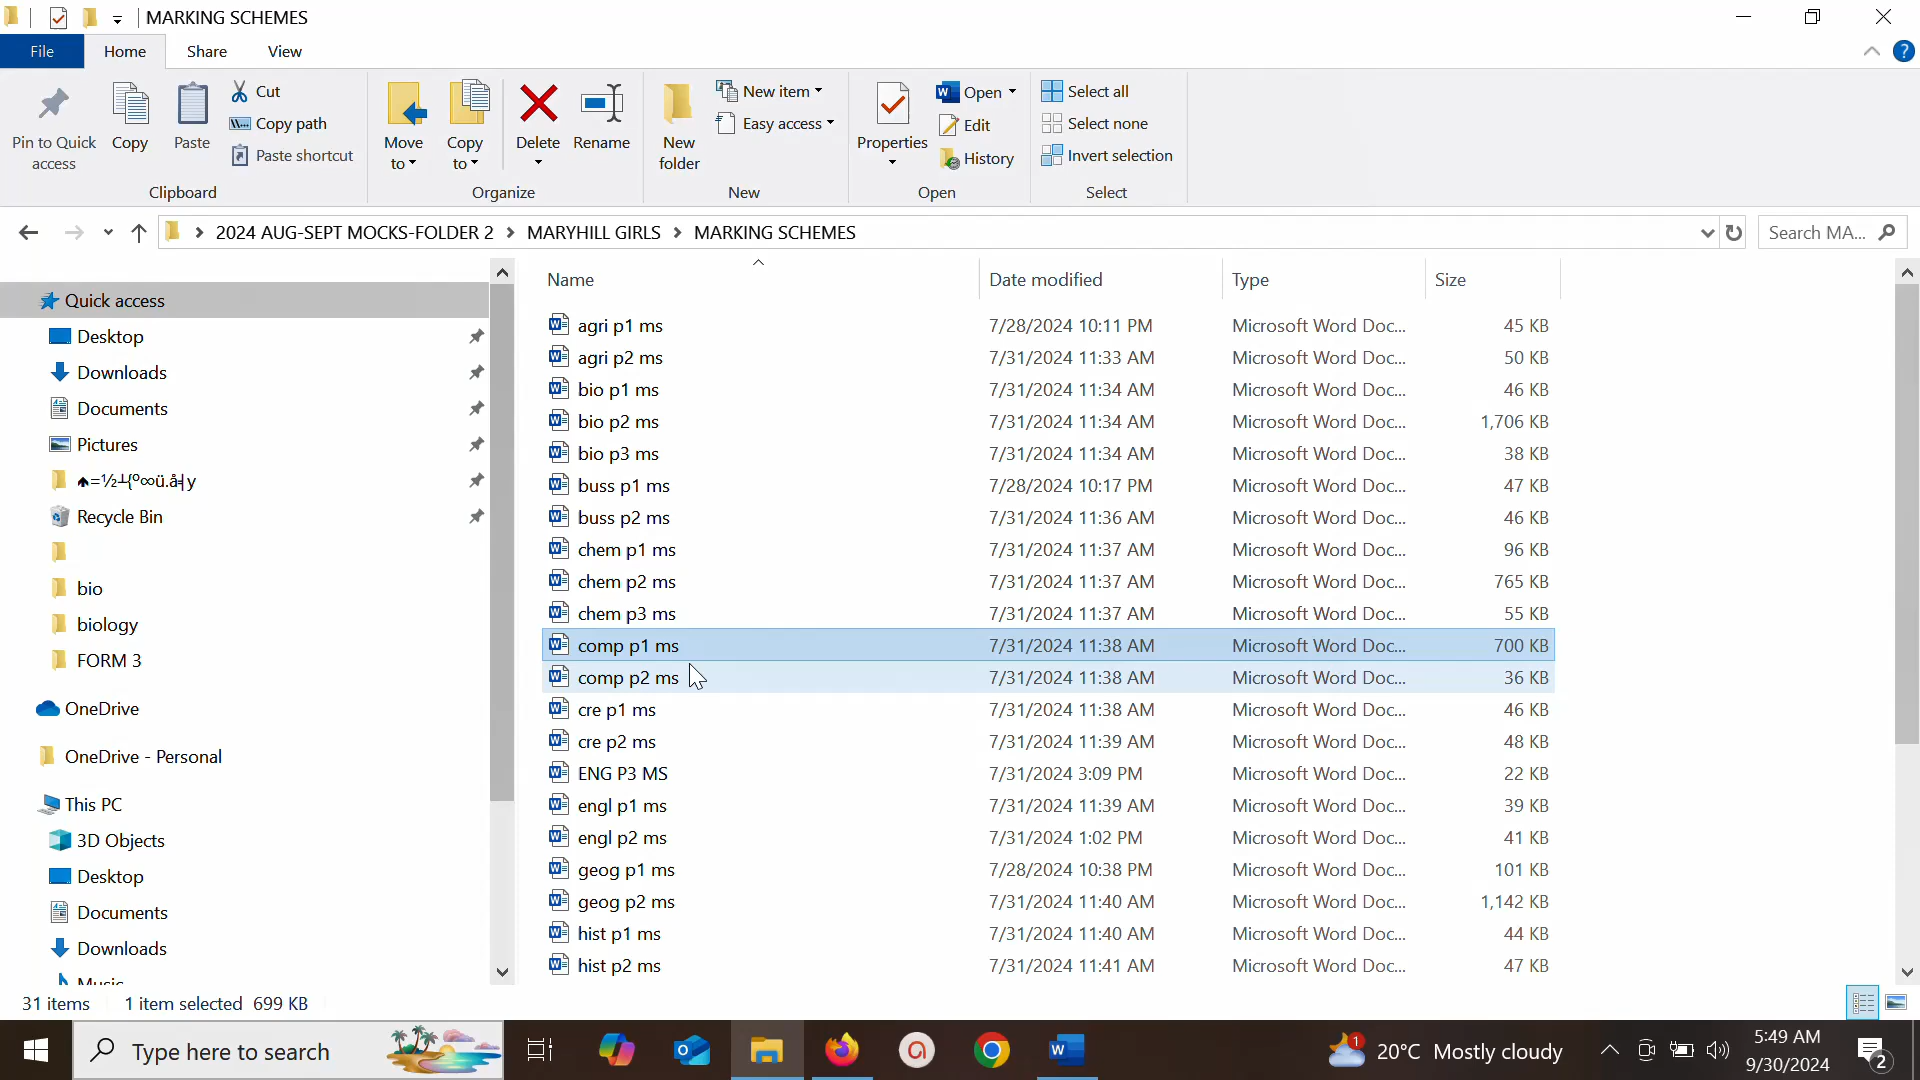 MARKING SCHEMES
File
Home
Share
View
Pin to Quick access
Copy
Paste
Cut
Copy path
Paste shortcut
Clipboard
Move to
Copy to
Delete
Rename
Organize
New folder
New item
Easy access
New
Properties
Open
Edit
History
Open
Select all
Select none
Invert selection
Select
2024 AUG-SEPT MOCKS-FOLDER 2 > MARYHILL GIRLS > MARKING SCHEMES
Search MA...
Quick access
Desktop
Downloads
Documents
Pictures
Recycle Bin
bio
biology
FORM 3
OneDrive
OneDrive - Personal
This PC
3D Objects
Desktop
Documents
Downloads
Music
Name Date modified Type Size
agri p1 ms 7/28/2024 10:11 PM Microsoft Word Doc... 45 KB
agri p2 ms 7/31/2024 11:33 AM Microsoft Word Doc... 50 KB
bio p1 ms 7/31/2024 11:34 AM Microsoft Word Doc... 46 KB
bio p2 ms 7/31/2024 11:34 AM Microsoft Word Doc... 1,706 KB
bio p3 ms 7/31/2024 11:34 AM Microsoft Word Doc... 38 KB
buss p1 ms 7/28/2024 10:17 PM Microsoft Word Doc... 47 KB
buss p2 ms 7/31/2024 11:36 AM Microsoft Word Doc... 46 KB
chem p1 ms 7/31/2024 11:37 AM Microsoft Word Doc... 96 KB
chem p2 ms 7/31/2024 11:37 AM Microsoft Word Doc... 765 KB
chem p3 ms 7/31/2024 11:37 AM Microsoft Word Doc... 55 KB
comp p1 ms 7/31/2024 11:38 AM Microsoft Word Doc... 700 KB
comp p2 ms 7/31/2024 11:38 AM Microsoft Word Doc... 36 KB
cre p1 ms 7/31/2024 11:38 AM Microsoft Word Doc... 46 KB
cre p2 ms 7/31/2024 11:39 AM Microsoft Word Doc... 48 KB
ENG P3 MS 7/31/2024 3:09 PM Microsoft Word Doc... 22 KB
engl p1 ms 7/31/2024 11:39 AM Microsoft Word Doc... 39 KB
engl p2 ms 7/31/2024 1:02 PM Microsoft Word Doc... 41 KB
geog p1 ms 7/28/2024 10:38 PM Microsoft Word Doc... 101 KB
geog p2 ms 7/31/2024 11:40 AM Microsoft Word Doc... 1,142 KB
hist p1 ms 7/31/2024 11:40 AM Microsoft Word Doc... 44 KB
hist p2 ms 7/31/2024 11:41 AM Microsoft Word Doc... 47 KB
31 items 1 item selected 699 KB
Type here to search
1
20°C Mostly cloudy
5:49 AM
9/30/2024
2